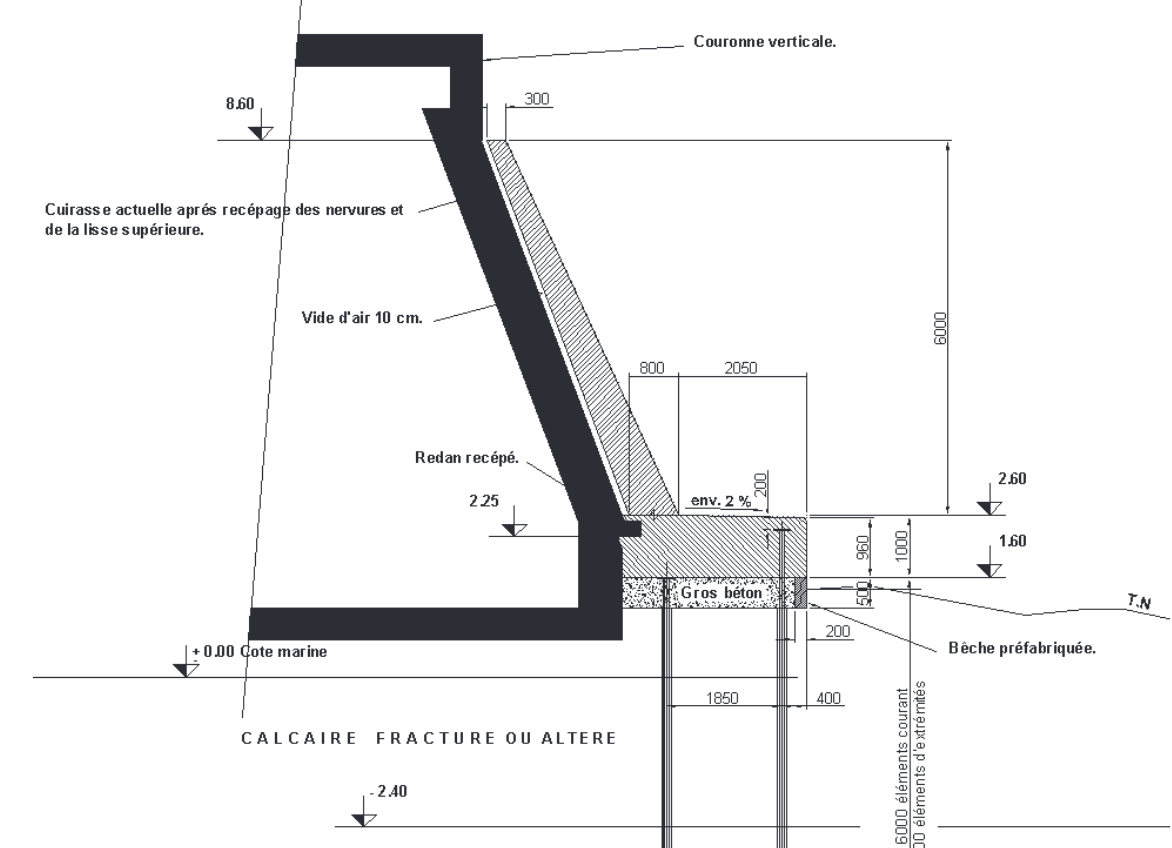 Couronne verticale.
300
8.60
Cuirasse actuelle aprés recépage des nervures et
de la lisse supérieure.
Vide d'air 10 cm.
6000
800
2050
Redan recépé.
200
env. 2 %
2.60
2.25
960
1000
1.60
Gros béton
500
T.N
200
Bêche préfabriquée.
± 0.00 Cote marine
1850
400
CALCAIRE FRACTURE OU ALTERE
6000 éléments courant
éléments d'extrémités
- 2.40